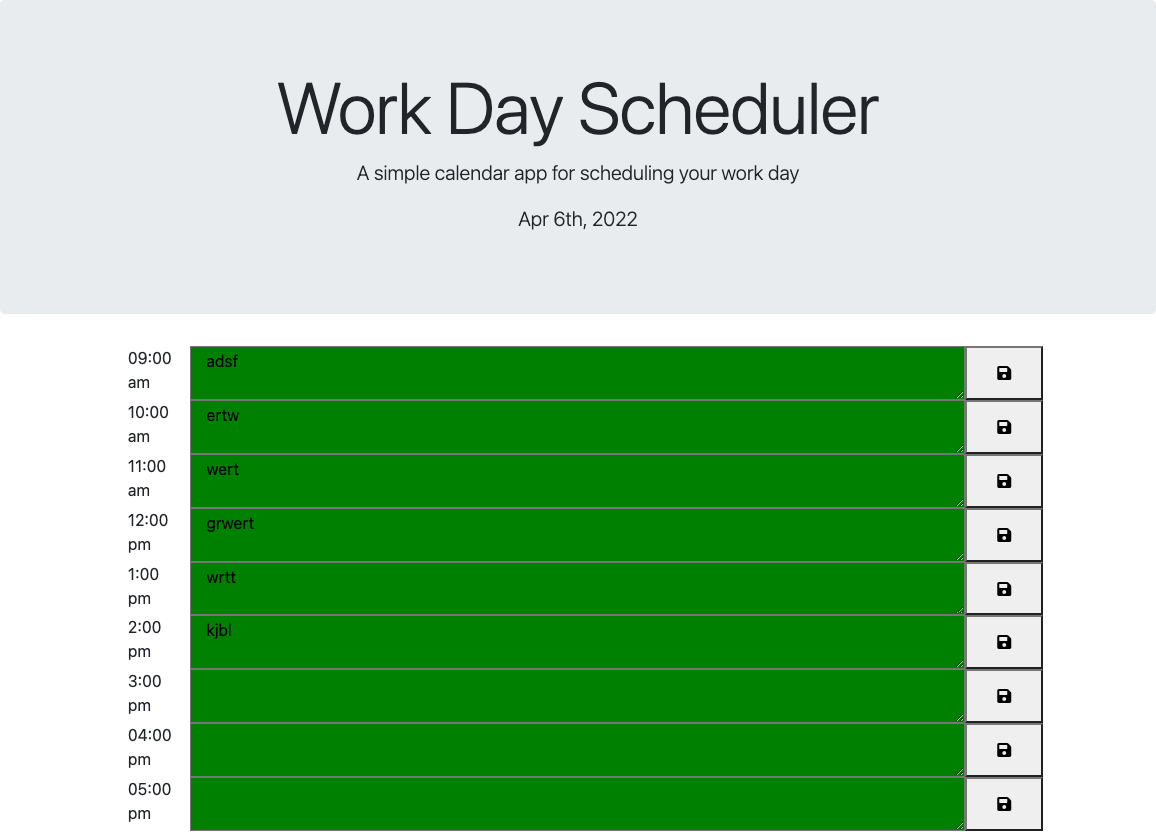 Work Day Scheduler
A simple calendar app for scheduling your work day
Apr 6th, 2022
09:00
am
adsf
10:00
am
ertw
11:00
am
wert
12:00
pm
grwert
1:00
pm
wrtt
2:00
pm
kjbl
3:00
pm
04:00
pm
05:00
pm